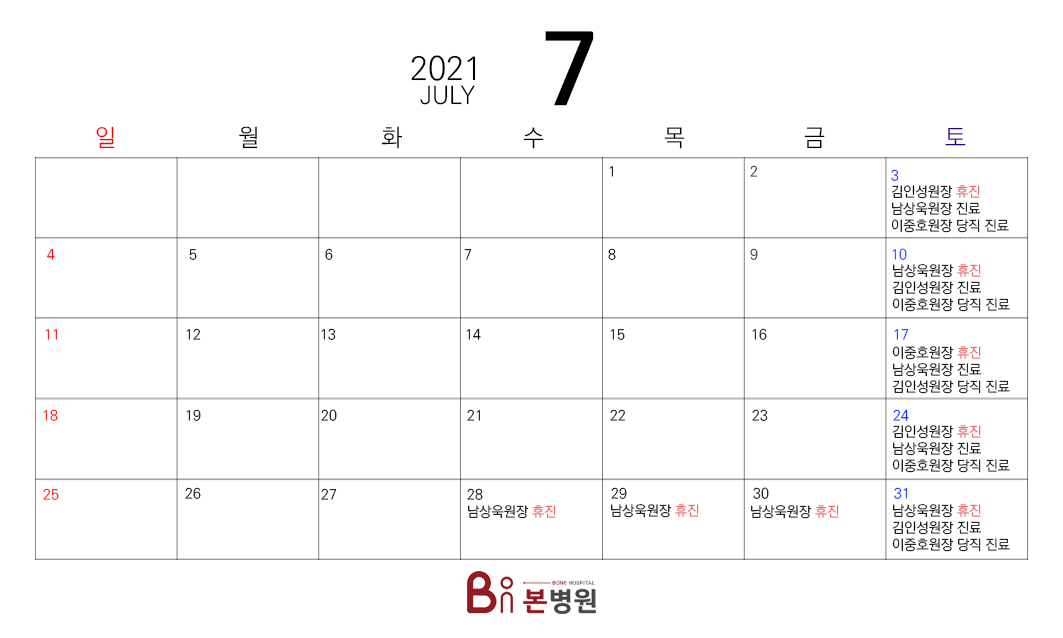 2021
JULY
7
일 월 화 수 목 금 토
1
2
3
김인성원장 휴진
남상욱원장 진료
이중호원장 당직 진료
4
5
6
7
8
9
10
남상욱원장 휴진
김인성원장 진료
이중호원장 당직 진료
11
12
13
14
15
16
17
이중호원장 휴진
남상욱원장 진료
김인성원장 당직 진료
18
19
20
21
22
23
24
김인성원장 휴진
남상욱원장 진료
이중호원장 당직 진료
25
26
27
28
남상욱원장 휴진
29
남상욱원장 휴진
30
남상욱원장 휴진
31
남상욱원장 휴진
김인성원장 진료
이중호원장 당직 진료
Bon
BONE HOSPITAL
본병원